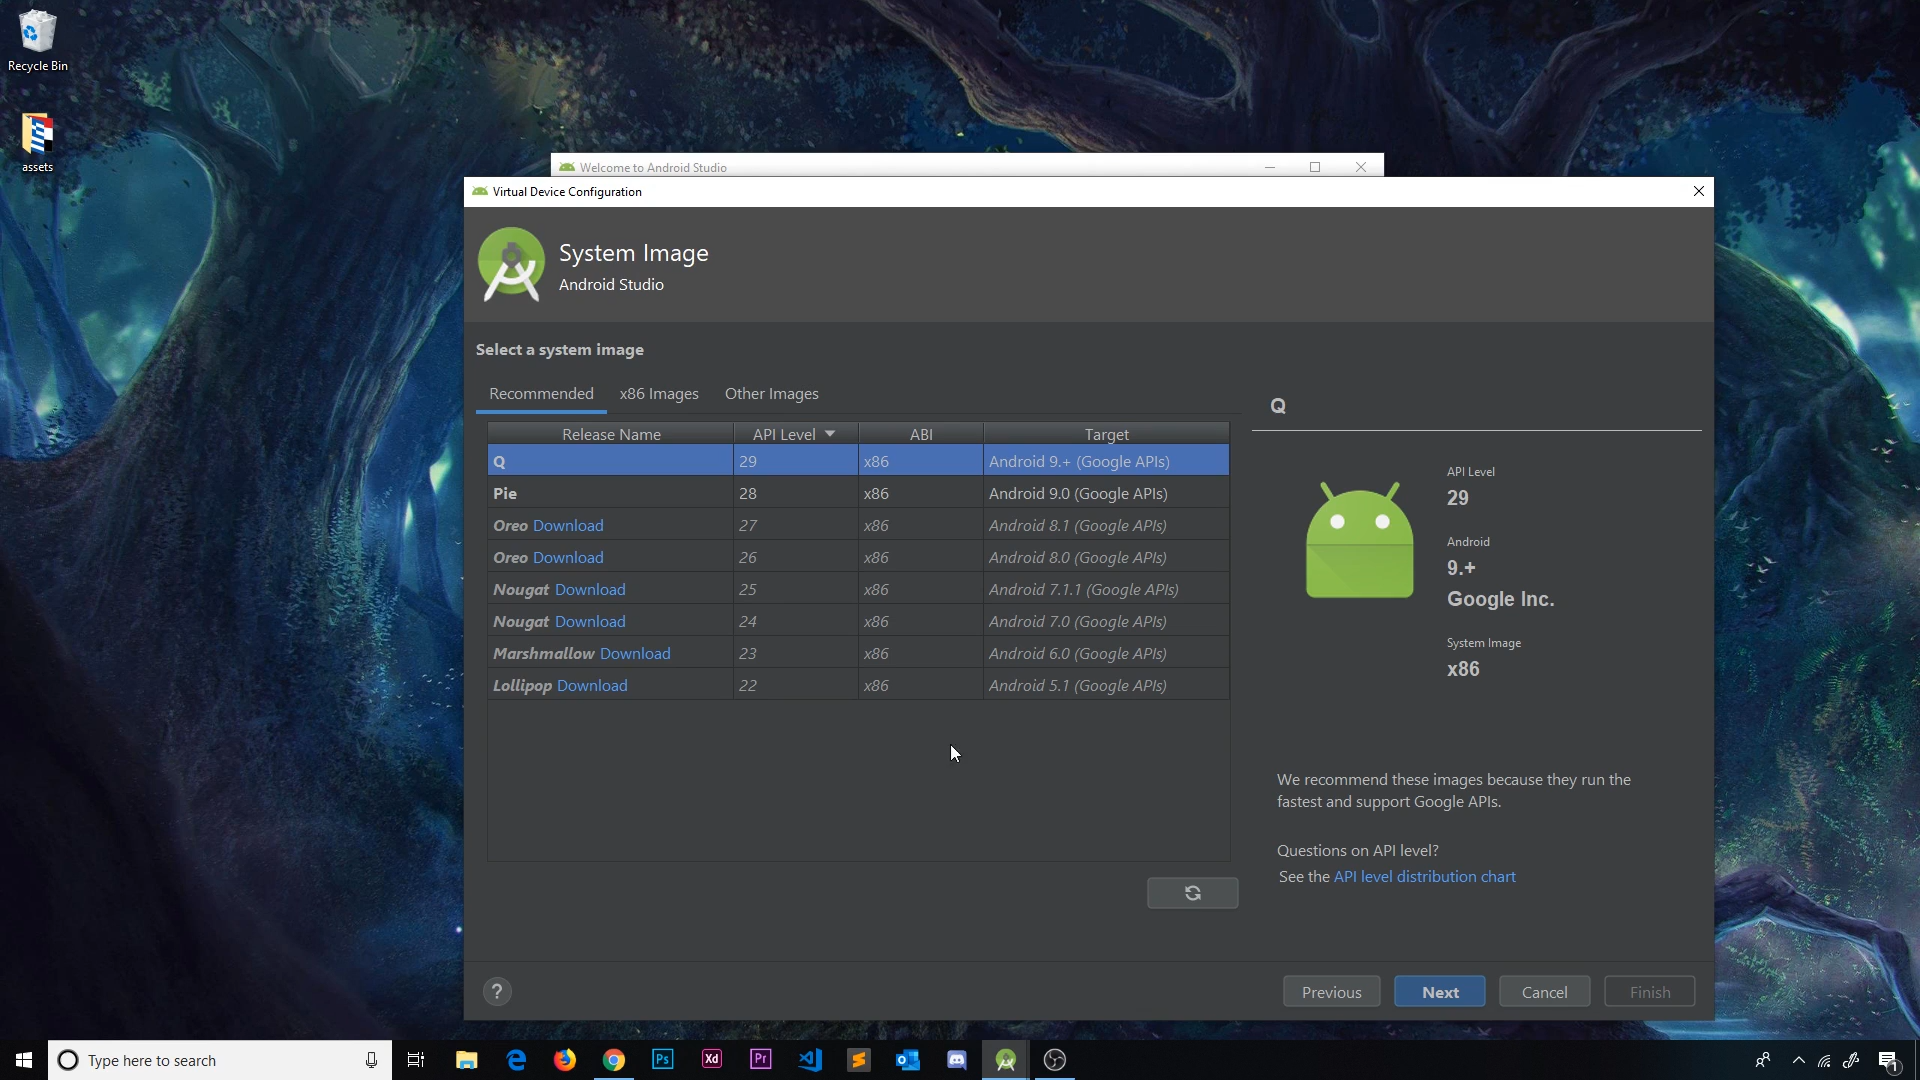 Recycle Bin
assets
Welcome to Android Studio
Virtual Device Configuration
System Image
Android Studio
Select a system image
Recommended x86 Images Other Images
Release Name API Level ABI Target
Q 29 x86 Android 9.+ (Google APIs)
Pie 28 x86 Android 9.0 (Google APIs)
Oreo Download 27 x86 Android 8.1 (Google APIs)
Oreo Download 26 x86 Android 8.0 (Google APIs)
Nougat Download 25 x86 Android 7.1.1 (Google APIs)
Nougat Download 24 x86 Android 7.0 (Google APIs)
Marshmallow Download 23 x86 Android 6.0 (Google APIs)
Lollipop Download 22 x86 Android 5.1 (Google APIs)
Q
API Level
29
Android
9.+
Google Inc.
System Image
x86
We recommend these images because they run the
fastest and support Google APIs.
Questions on API level?
See the API level distribution chart
?
Previous Next Cancel Finish
Type here to search
Ps Xd Pr
1